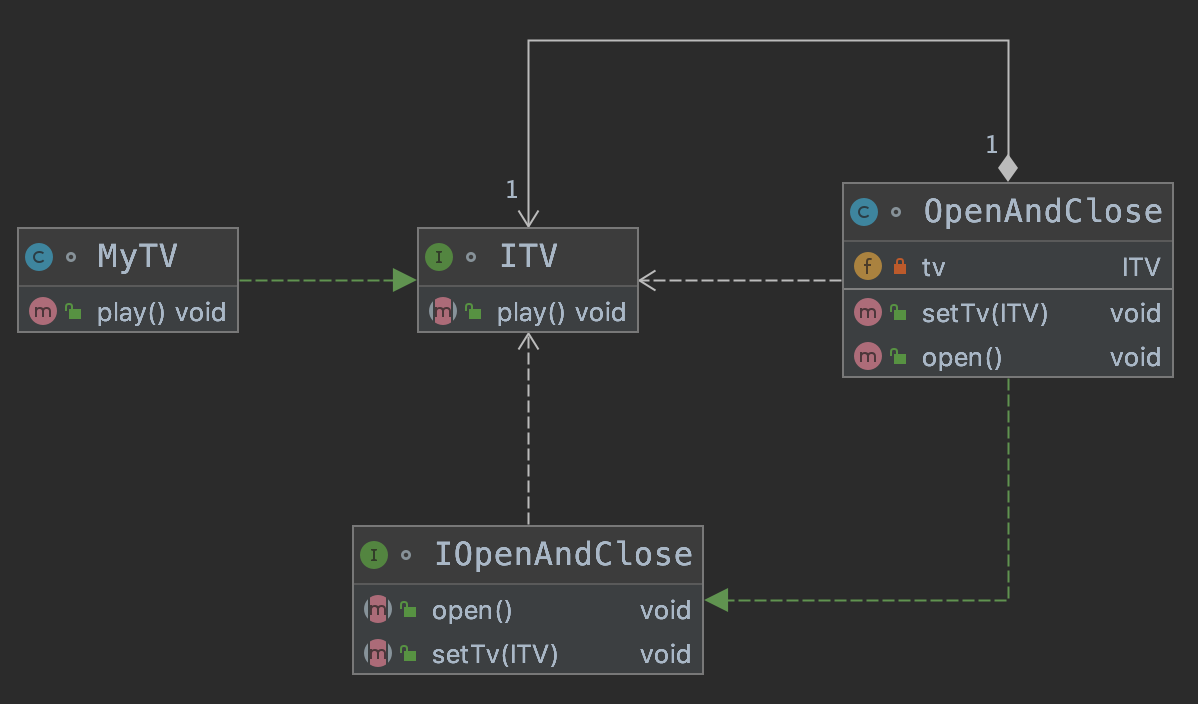 1
1
C OpenAndClose
f tv ITV
m setTv(ITV) void
m open() void
C MyTV
m play() void
I ITV
m play() void
I IOpenAndClose
m open() void
m setTv(ITV) void